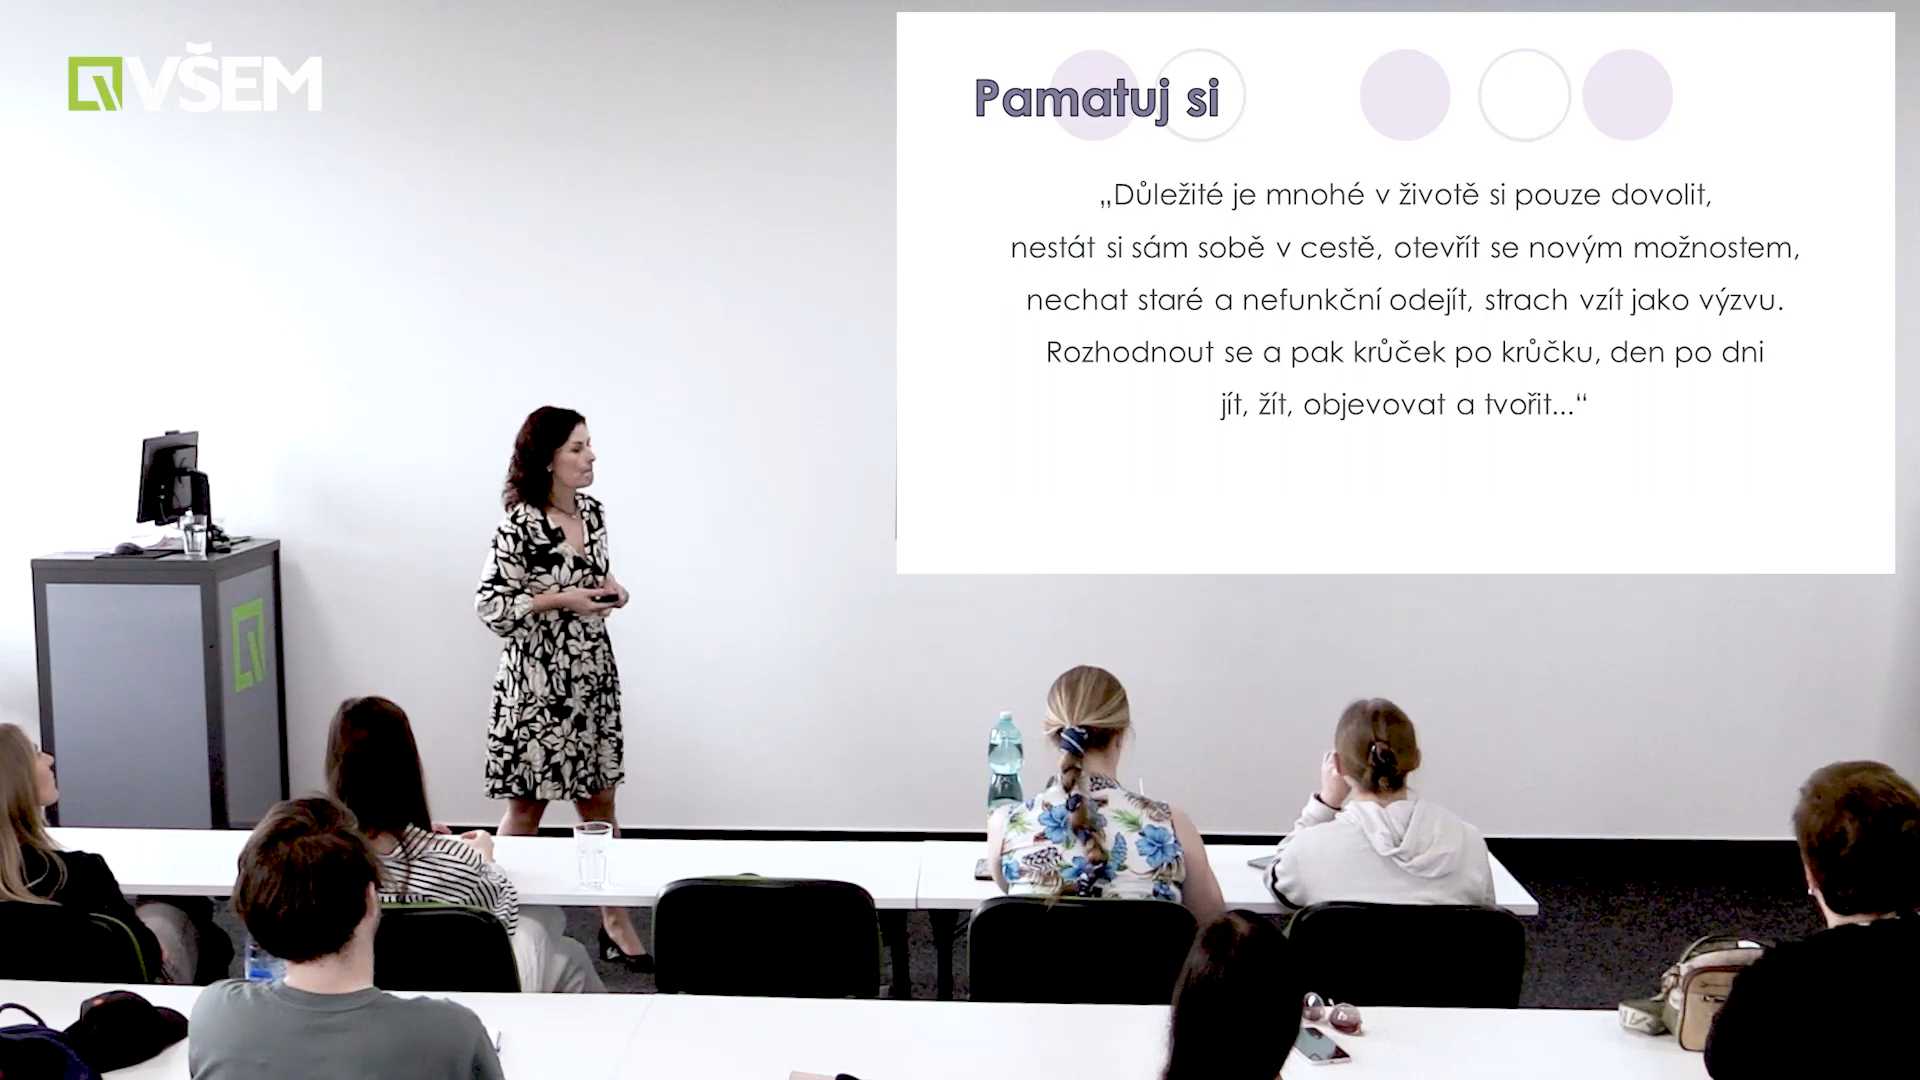 VŠEM
Pamatuj si
„Důležité je mnohé v životě si pouze dovolit,
nestát si sám sobě v cestě, otevřít se novým možnostem,
nechat staré a nefunkční odejít, strach vzít jako výzvu.
Rozhodnout se a pak krůček po krůčku, den po dni
jít, žít, objevovat a tvořit...“